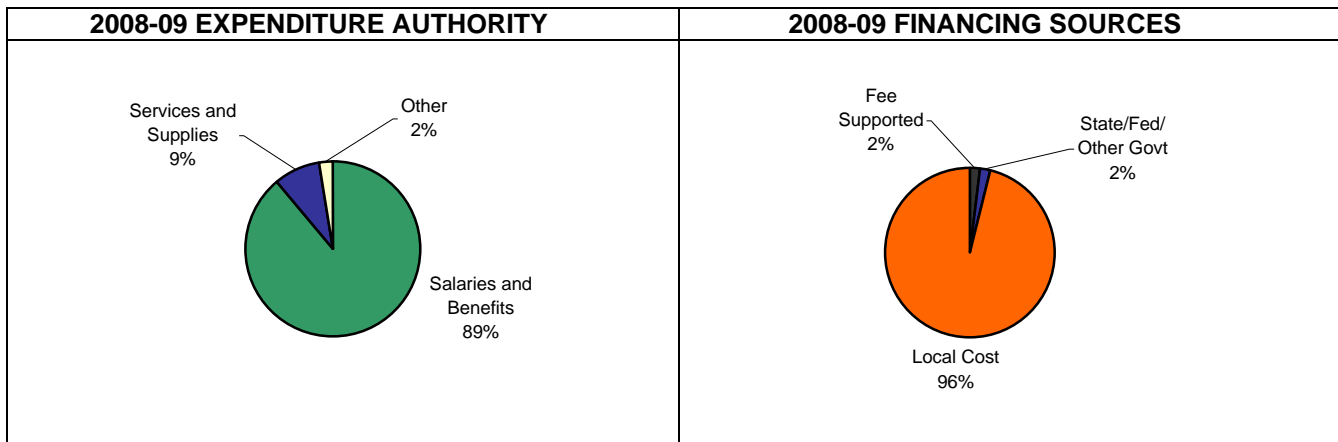 2008-09 EXPENDITURE AUTHORITY
Services and
Supplies
9%
Other
2%
Salaries and
Benefits
89%
2008-09 FINANCING SOURCES
Fee
Supported
2%
State/Fed/
Other Govt
2%
Local Cost
96%